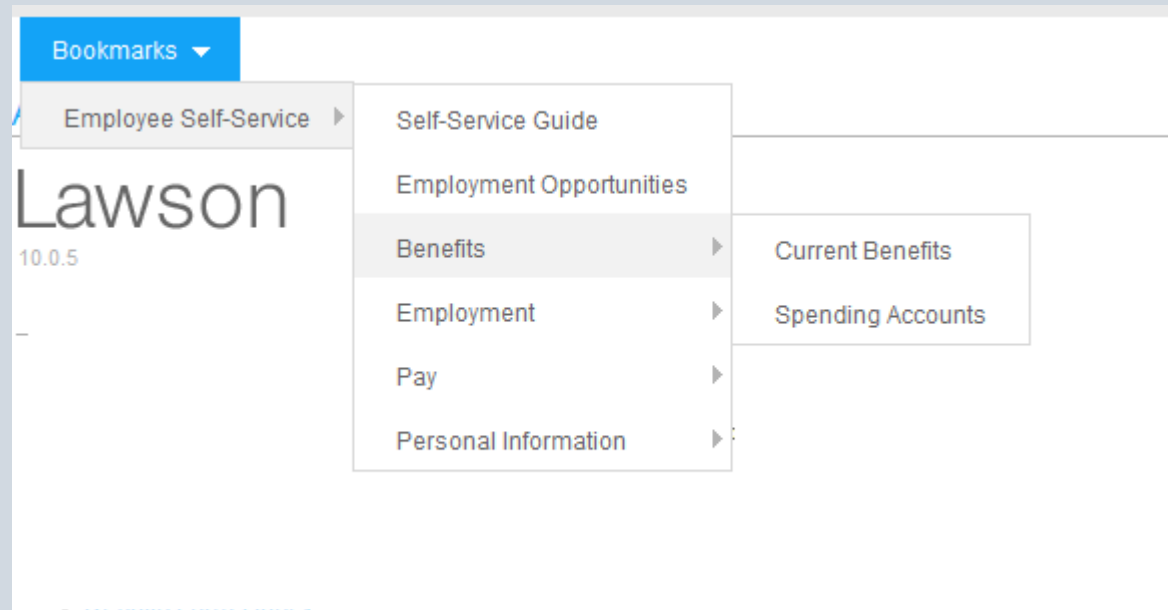 Bookmarks
Employee Self-Service
Self-Service Guide
Employment Opportunities
Lawson
10.0.5
Benefits
Current Benefits
Employment
Spending Accounts
Pay
Personal Information